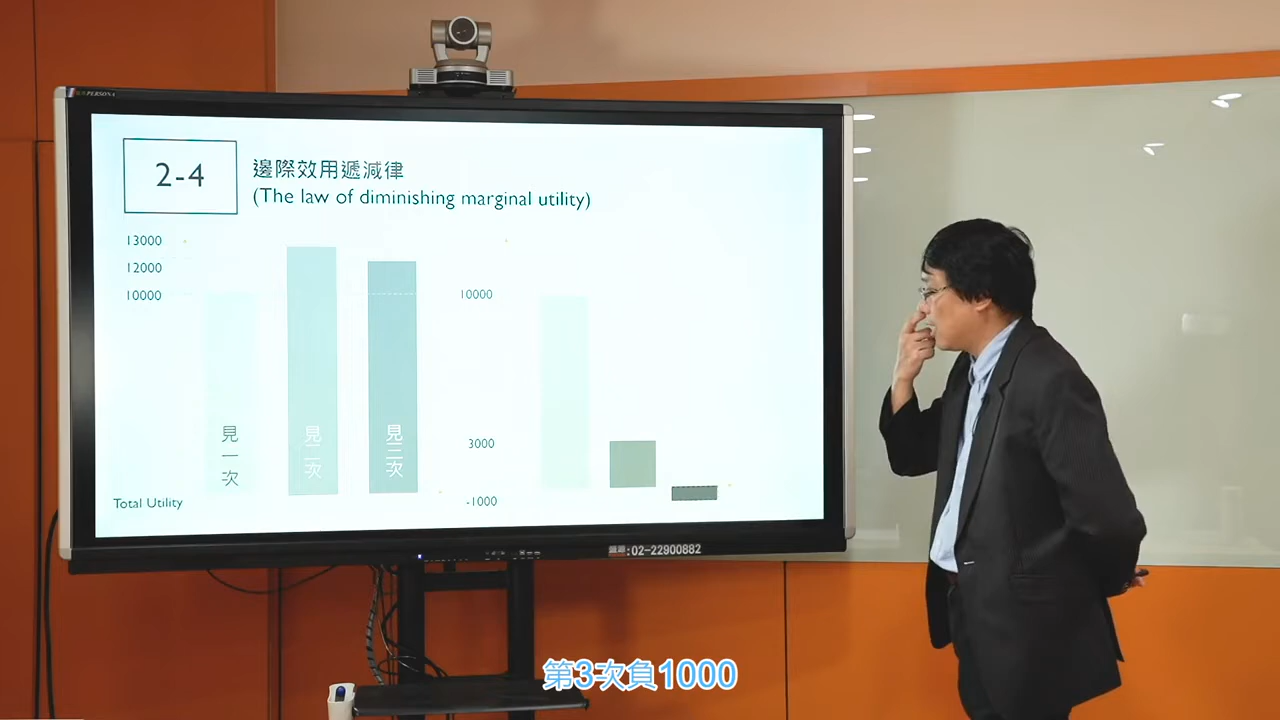 PERSONA
2-4
邊際效用遞減律
(The law of diminishing marginal utility)
13000
12000
10000
見一次
見二次
見三次
Total Utility
10000
3000
-1000
:02-22900882
第3次負1000